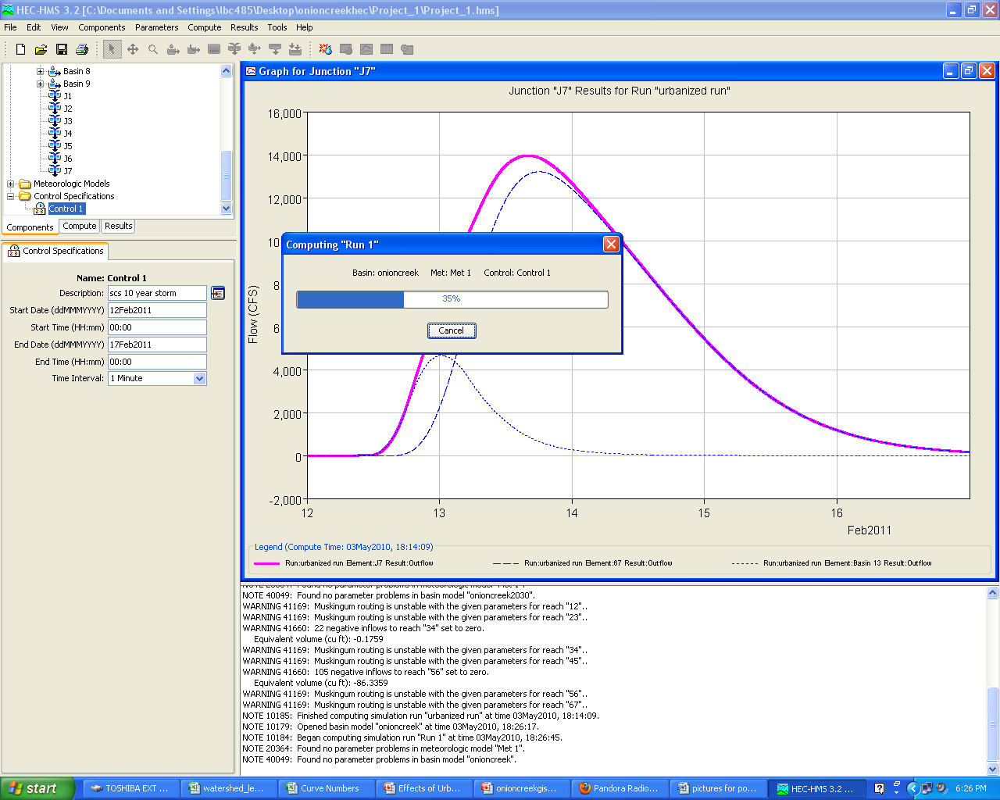 HEC-HMS 3.2 [C:\Documents and Settings\lbc485\Desktop\onioncreekhec\Project_1\Project_1.hms]
File Edit View Components Parameters Compute Results Tools Help
Basin 8
Basin 9
J1
J2
J3
J4
J5
J6
J7
Meteorologic Models
Control Specifications
Control 1
Components Compute Results
Control Specifications
Name: Control 1
Description: scs 10 year storm
Start Date (ddMMMYYYY) 12Feb2011
Start Time (HH:mm) 00:00
End Date (ddMMMYYYY) 17Feb2011
End Time (HH:mm) 00:00
Time Interval: 1 Minute
Graph for Junction "J7"
Junction "J7" Results for Run "urbanized run"
16,000
14,000
12,000
10
8
6
4,000
2,000
0
-2,000
Flow (CFS)
12 13 14 15 16
Feb2011
Legend (Compute Time: 03May2010, 18:14:09)
Run:urbanized run Element:J7 Result:Outflow Run:urbanized run Element:67 Result:Outflow Run:urbanized run Element:Basin 13 Result:Outflow
Computing "Run 1"
Basin: onioncreek Met: Met 1 Control: Control 1
35%
Cancel
NOTE 40049: Found no parameter problems in basin model "onioncreek2030".
WARNING 41169: Muskingum routing is unstable with the given parameters for reach "12"..
WARNING 41169: Muskingum routing is unstable with the given parameters for reach "23"..
WARNING 41660: 22 negative inflows to reach "34" set to zero.
Equivalent volume (cu ft): -0.1759
WARNING 41169: Muskingum routing is unstable with the given parameters for reach "34"..
WARNING 41169: Muskingum routing is unstable with the given parameters for reach "45"..
WARNING 41660: 105 negative inflows to reach "56" set to zero.
Equivalent volume (cu ft): -86.3359
WARNING 41169: Muskingum routing is unstable with the given parameters for reach "56"..
WARNING 41169: Muskingum routing is unstable with the given parameters for reach "67"..
NOTE 10185: Finished computing simulation run "urbanized run" at time 03May2010, 18:14:09.
NOTE 10179: Opened basin model "onioncreek" at time 03May2010, 18:26:17.
NOTE 10184: Began computing simulation run "Run 1" at time 03May2010, 18:26:45.
NOTE 20364: Found no parameter problems in meteorologic model "Met 1".
NOTE 40049: Found no parameter problems in basin model "onioncreek".
start TOSHIBA EXT ... watershed_le... Curve Numbers Effects of Urb... onioncreekgis... Pandora Radio... pictures for po... HEC-HMS 3.2 ... 6:26 PM